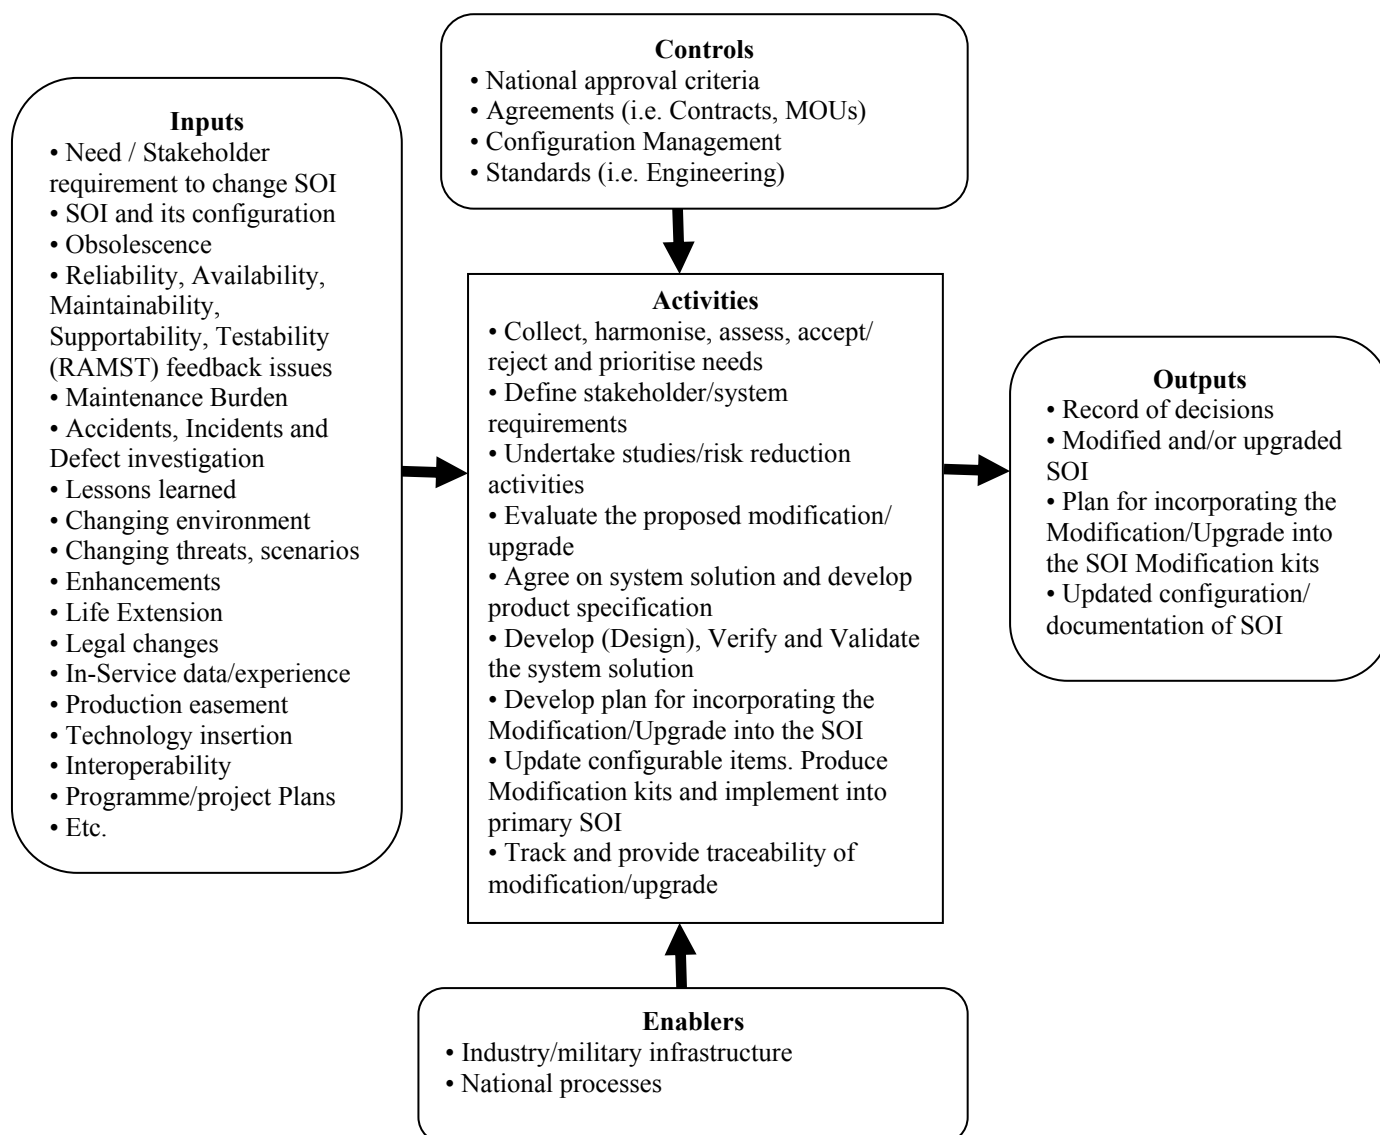 Controls
• National approval criteria
• Agreements (i.e. Contracts, MOUs)
• Configuration Management
• Standards (i.e. Engineering)
Inputs
• Need / Stakeholder
requirement to change SOI
• SOI and its configuration
• Obsolescence
• Reliability, Availability,
Maintainability,
Supportability, Testability
(RAMST) feedback issues
• Maintenance Burden
• Accidents, Incidents and
Defect investigation
• Lessons learned
• Changing environment
• Changing threats, scenarios
• Enhancements
• Life Extension
• Legal changes
• In-Service data/experience
• Production easement
• Technology insertion
• Interoperability
• Programme/project Plans
• Etc.
Activities
• Collect, harmonise, assess, accept/
reject and prioritise needs
• Define stakeholder/system
requirements
• Undertake studies/risk reduction
activities
• Evaluate the proposed modification/
upgrade
• Agree on system solution and develop
product specification
• Develop (Design), Verify and Validate
the system solution
• Develop plan for incorporating the
Modification/Upgrade into the SOI
• Update configurable items. Produce
Modification kits and implement into
primary SOI
• Track and provide traceability of
modification/upgrade
Outputs
• Record of decisions
• Modified and/or upgraded
SOI
• Plan for incorporating the
Modification/Upgrade into
the SOI Modification kits
• Updated configuration/
documentation of SOI
Enablers
• Industry/military infrastructure
• National processes